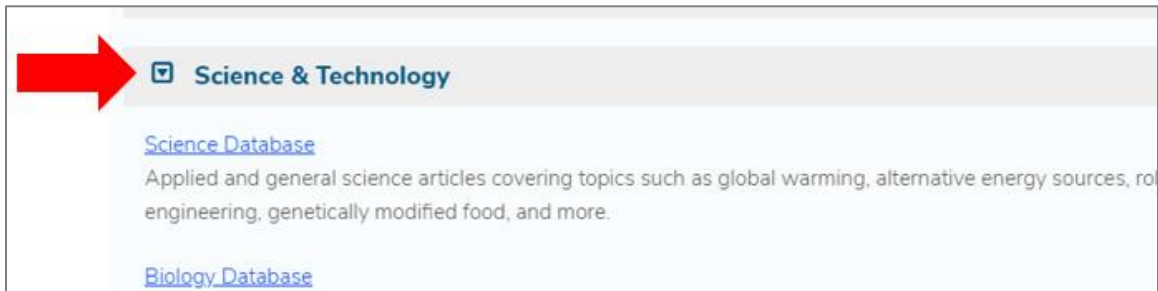 Science & Technology
Science Database
Applied and general science articles covering topics such as global warming, alternative energy sources,
engineering, genetically modified food, and more.
Biology Database